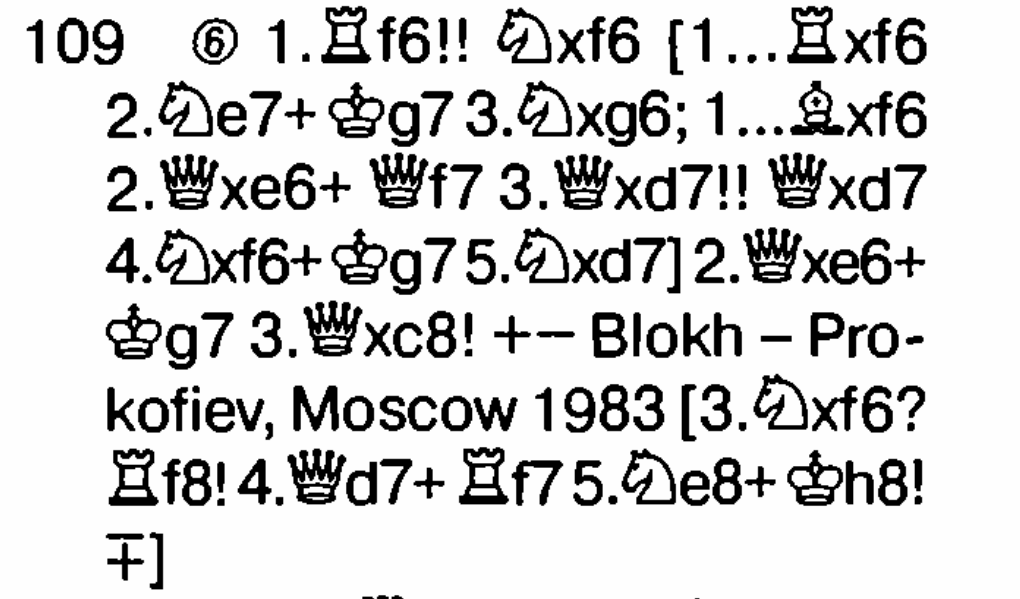 109 ⑥ 1.♖f6!! ♘xf6 [1...♖xf6
2.♘e7+ ♔g7 3.♘xg6; 1...♗xf6
2.♕xe6+ ♕f7 3.♕xd7!! ♕xd7
4.♘xf6+ ♔g7 5.♘xd7] 2.♕xe6+
♔g7 3.♕xc8! +− Blokh – Pro-
kofiev, Moscow 1983 [3.♘xf6?
♖f8! 4.♕d7+ ♖f7 5.♘e8+ ♔h8!
∓]